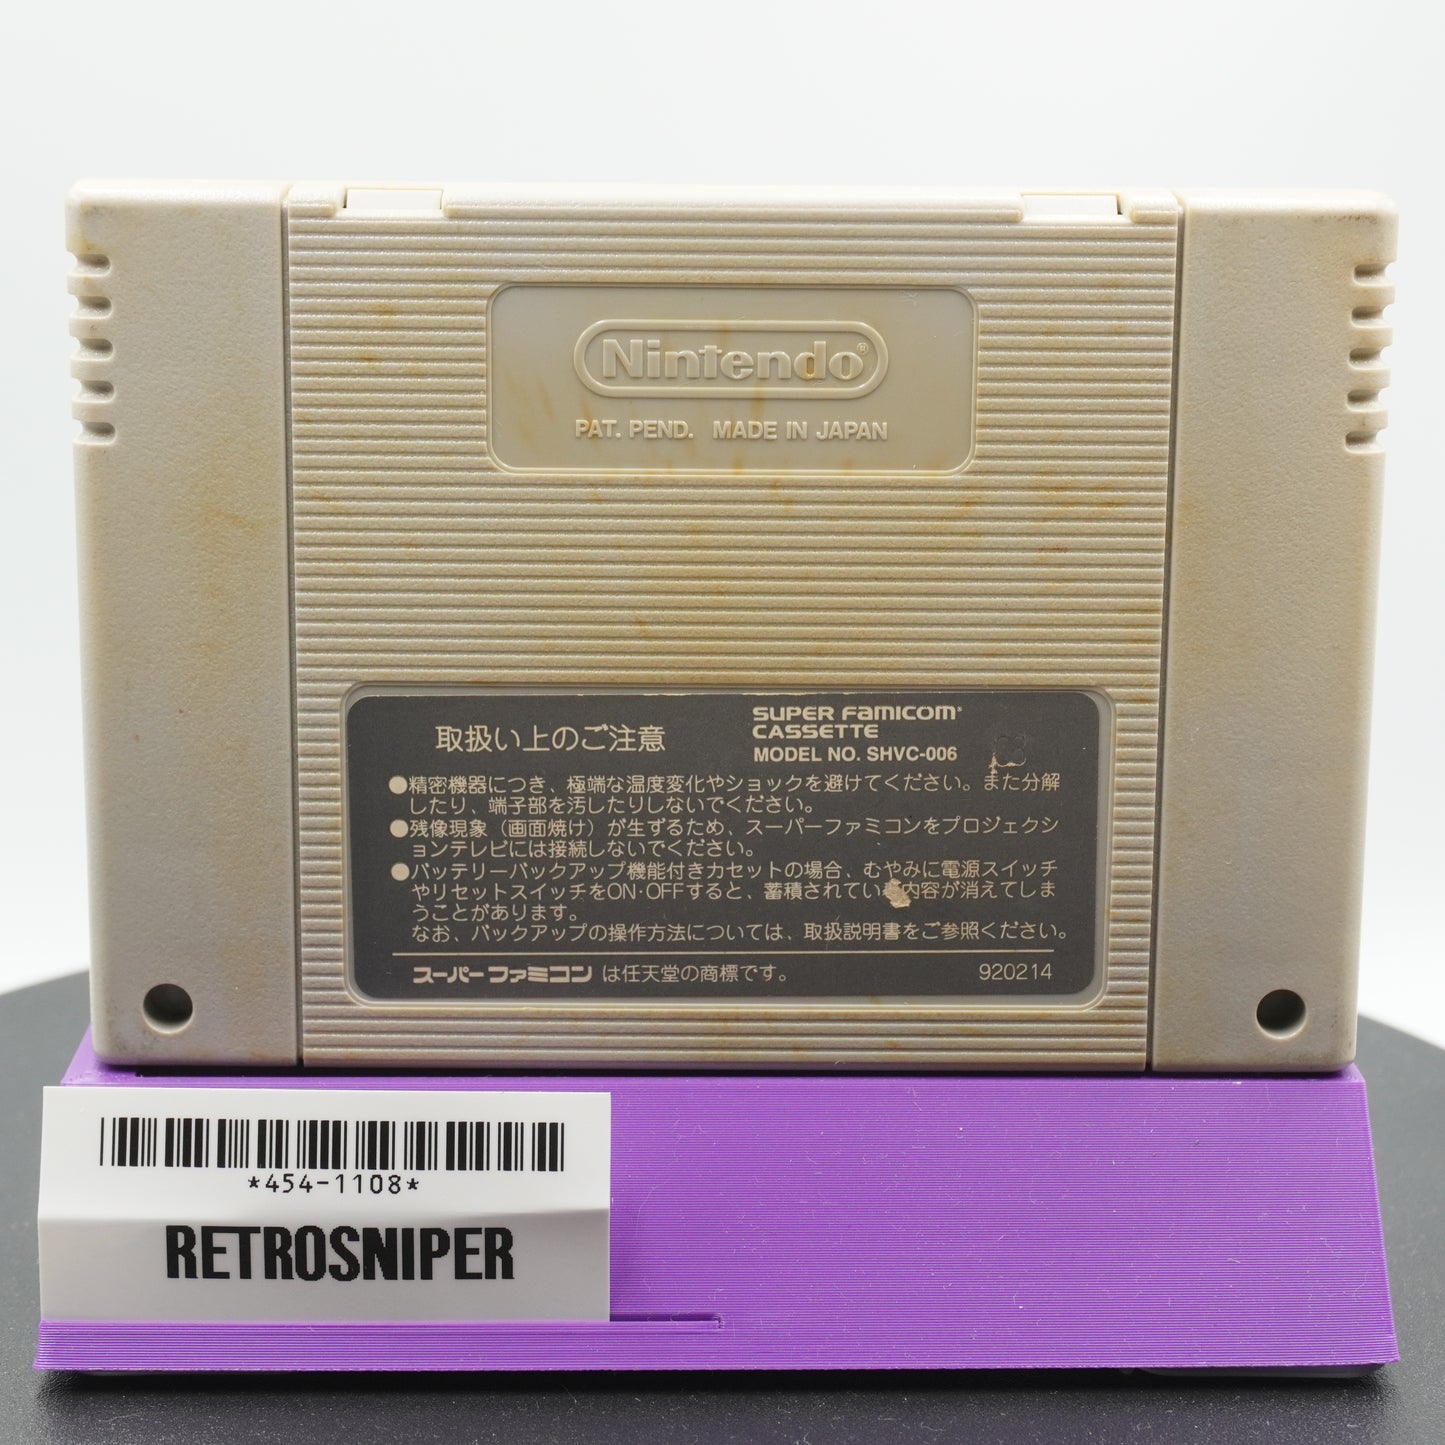 Nintendo®
PAT. PEND. MADE IN JAPAN
取扱い上のご注意
SUPER FAMICOM®
CASSETTE
MODEL NO. SHVC-006
●精密機器につき、極端な温度変化やショックを避けてください。また分解
したり、端子部を汚したりしないでください。
●残像現象（画面焼け）が生ずるため、スーパーファミコンをプロジェクシ
ョンテレビには接続しないでください。
●バッテリーバックアップ機能付きカセットの場合、むやみに電源スイッチ
やリセットスイッチをON·OFFすると、蓄積されてい内容が消えてしま
うことがあります。
なお、バックアップの操作方法については、取扱説明書をご参照ください。
スーパーファミコン は任天堂の商標です。
920214
*454-1108*
RETROSNIPER